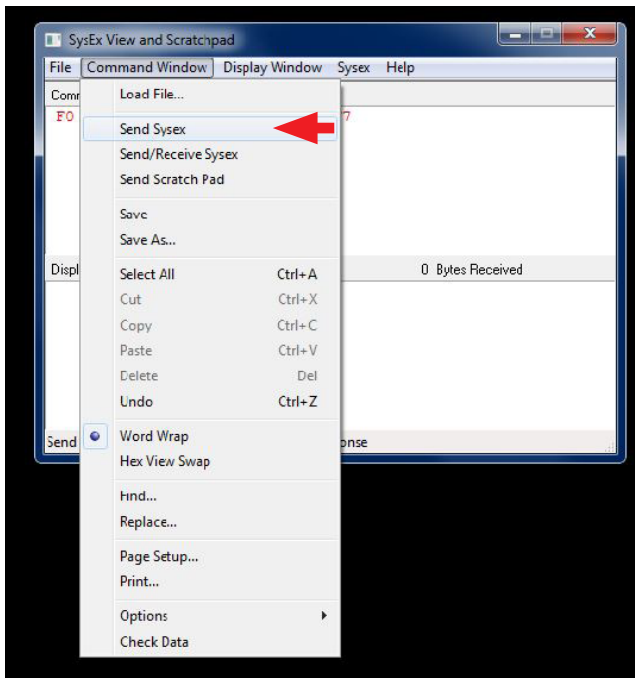 SysEx View and Scratchpad
File Command Window Display Window Sysex Help
Comm
F0 7
Load File...
Send Sysex
Send/Receive Sysex
Send Scratch Pad
Save
Save As...
Displ 0 Bytes Received
Select All Ctrl+A
Cut Ctrl+X
Copy Ctrl+C
Paste Ctrl+V
Delete Del
Undo Ctrl+Z
Word Wrap
Send onse
Hex View Swap
Find...
Replace...
Page Setup...
Print...
Options
Check Data